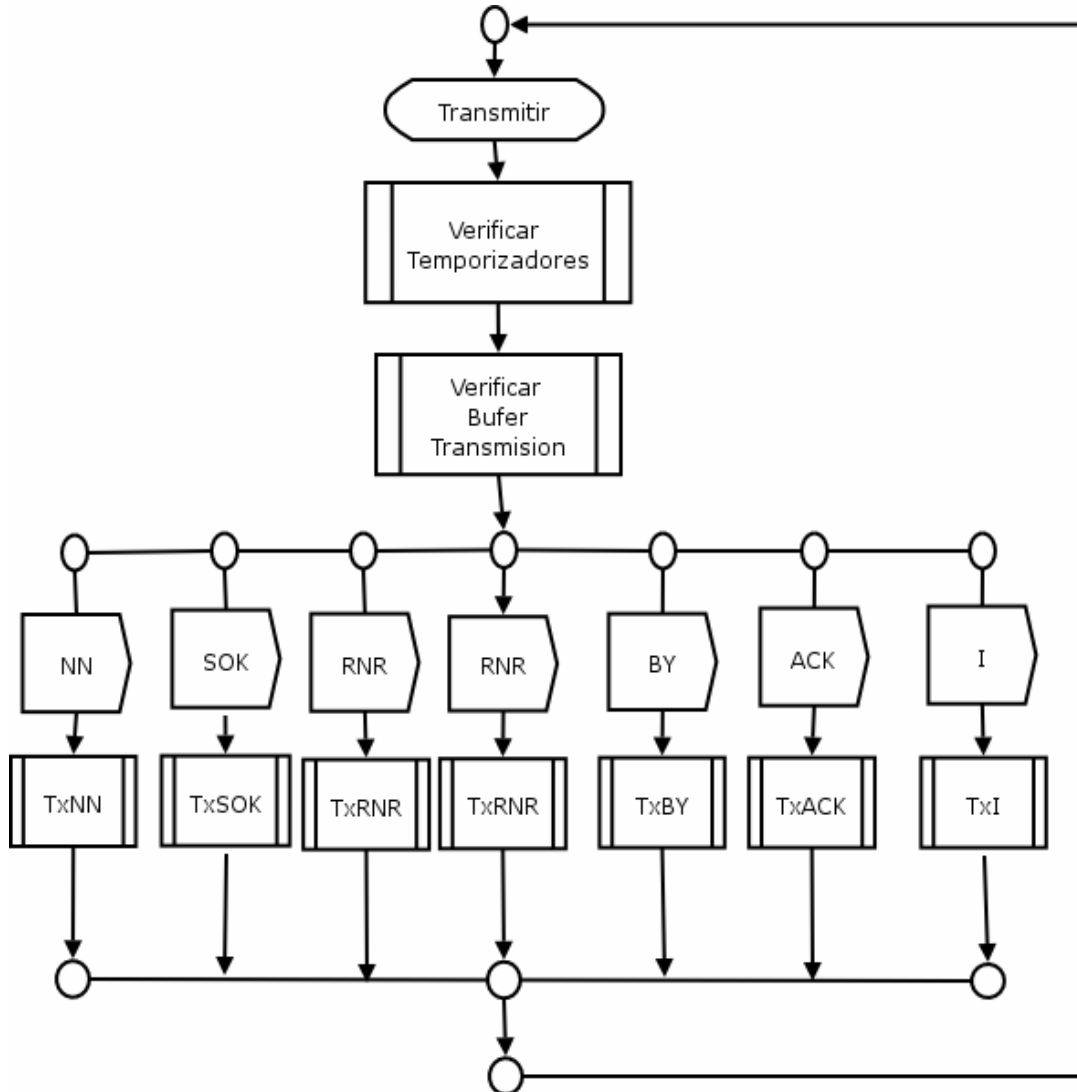 Transmitir
Verificar
Temporizadores
Verificar
Bufer
Transmision
NN
SOK
RNR
RNR
BY
ACK
I
TxNN
TxSOK
TxRNR
TxRNR
TxBY
TxACK
TxI